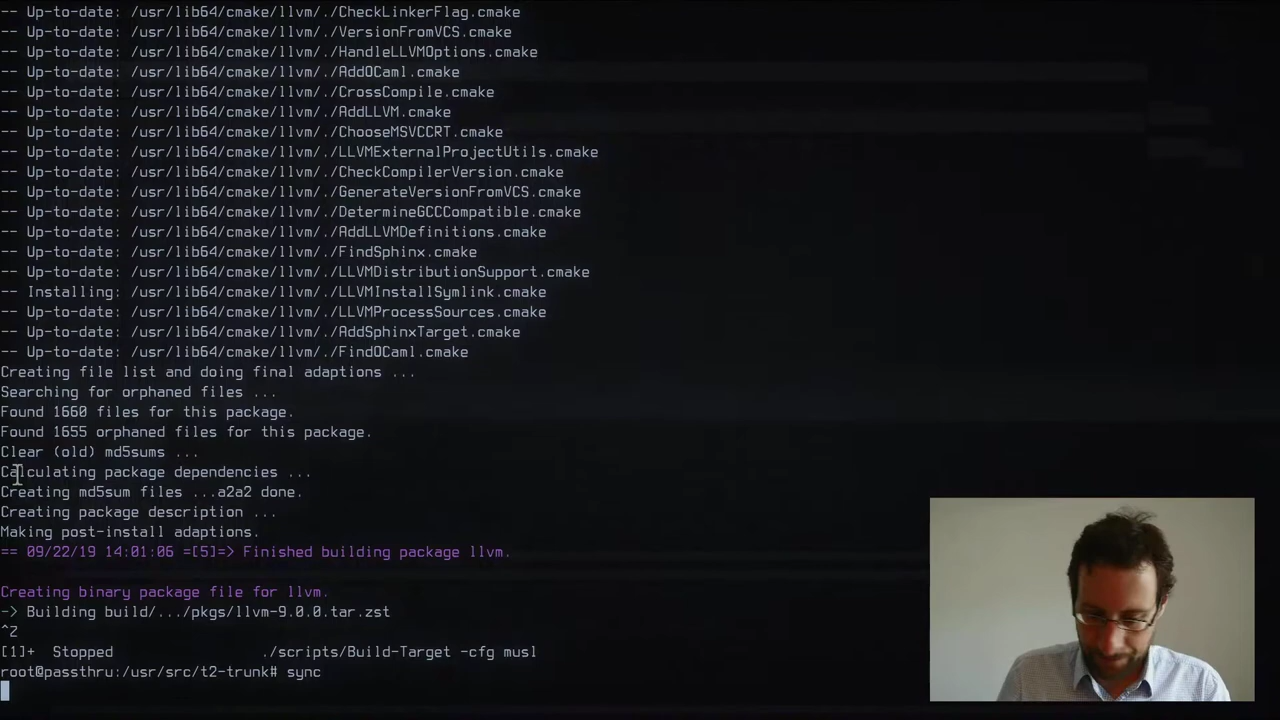 -- Up-to-date: /usr/lib64/cmake/llvm/./CheckLinkerFlag.cmake
-- Up-to-date: /usr/lib64/cmake/llvm/./VersionFromVCS.cmake
-- Up-to-date: /usr/lib64/cmake/llvm/./HandleLLVMOptions.cmake
-- Up-to-date: /usr/lib64/cmake/llvm/./AddOCaml.cmake
-- Up-to-date: /usr/lib64/cmake/llvm/./CrossCompile.cmake
-- Up-to-date: /usr/lib64/cmake/llvm/./AddLLVM.cmake
-- Up-to-date: /usr/lib64/cmake/llvm/./ChooseMSVCCRT.cmake
-- Up-to-date: /usr/lib64/cmake/llvm/./LLVMExternalProjectUtils.cmake
-- Up-to-date: /usr/lib64/cmake/llvm/./CheckCompilerVersion.cmake
-- Up-to-date: /usr/lib64/cmake/llvm/./GenerateVersionFromVCS.cmake
-- Up-to-date: /usr/lib64/cmake/llvm/./DetermineGCCCompatible.cmake
-- Up-to-date: /usr/lib64/cmake/llvm/./AddLLVMDefinitions.cmake
-- Up-to-date: /usr/lib64/cmake/llvm/./FindSphinx.cmake
-- Up-to-date: /usr/lib64/cmake/llvm/./LLVMDistributionSupport.cmake
-- Installing: /usr/lib64/cmake/llvm/./LLVMInstallSymlink.cmake
-- Up-to-date: /usr/lib64/cmake/llvm/./LLVMProcessSources.cmake
-- Up-to-date: /usr/lib64/cmake/llvm/./AddSphinxTarget.cmake
-- Up-to-date: /usr/lib64/cmake/llvm/./FindOCaml.cmake
Creating file list and doing final adaptions ...
Searching for orphaned files ...
Found 1660 files for this package.
Found 1655 orphaned files for this package.
Clear (old) md5sums ...
Calculating package dependencies ...
Creating md5sum files ...a2a2 done.
Creating package description ...
Making post-install adaptions.
== 09/22/19 14:01:06 =[5]=> Finished building package llvm.
Creating binary package file for llvm.
-> Building build/.../pkgs/llvm-9.0.0.tar.zst
^Z
[1]+  Stopped                 ./scripts/Build-Target -cfg musl
root@passthru:/usr/src/t2-trunk# sync